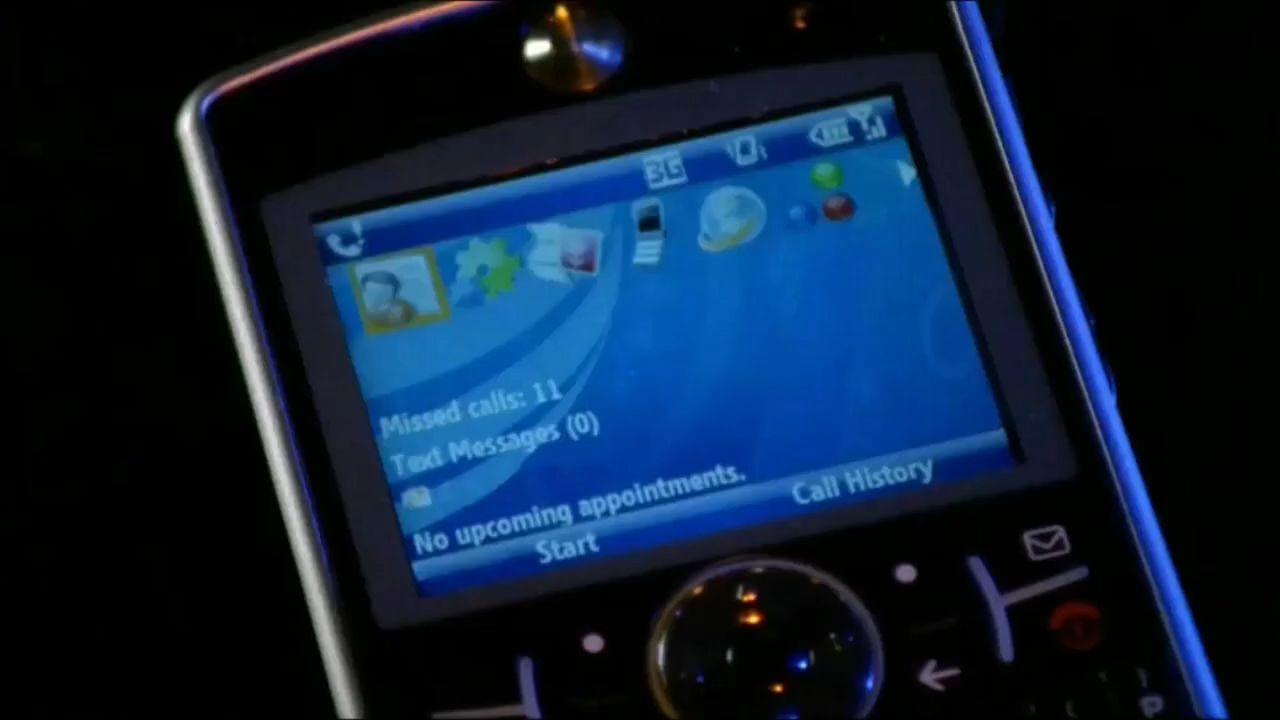 3G
Missed calls: 11
Text Messages (0)
No upcoming appointments.
Start
Call History
P